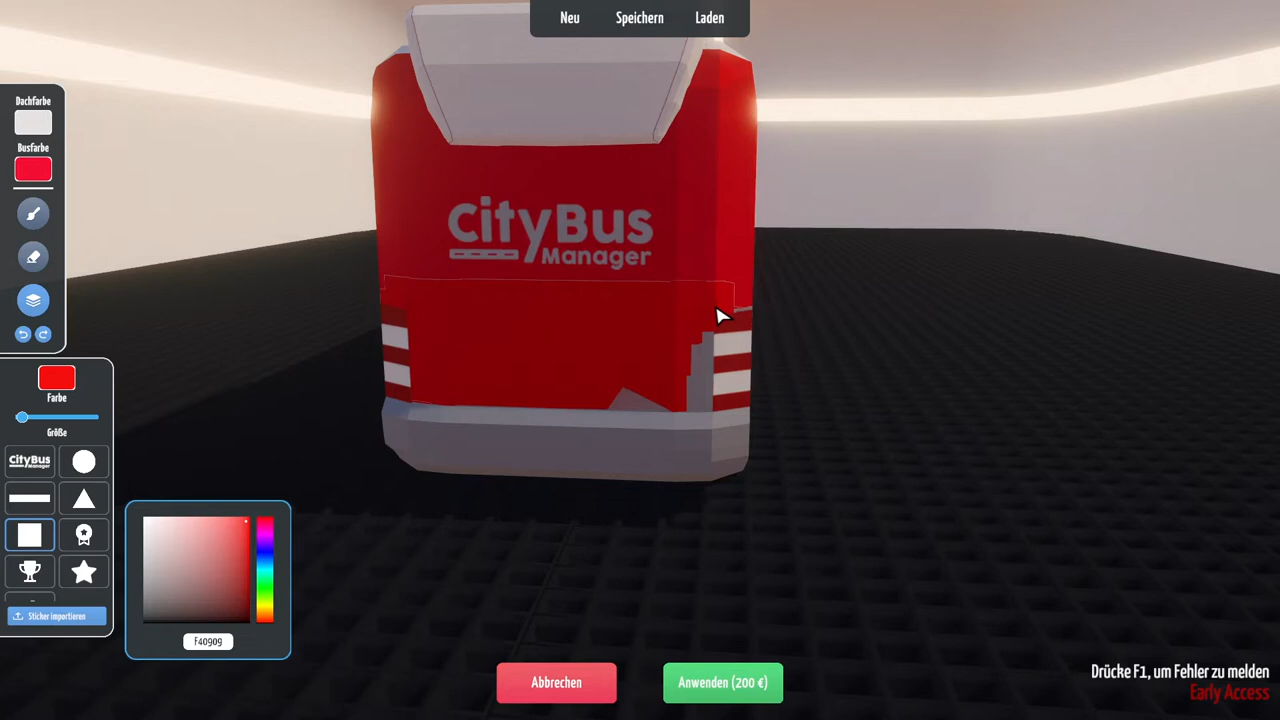 Neu Speichern Laden
Dachfarbe
Busfarbe
CityBus
Manager
Farbe
Größe
CityBus
Manager
Sticker importieren
F40909
Abbrechen
Anwenden (200 €)
Drücke F1, um Fehler zu melden
Early Access